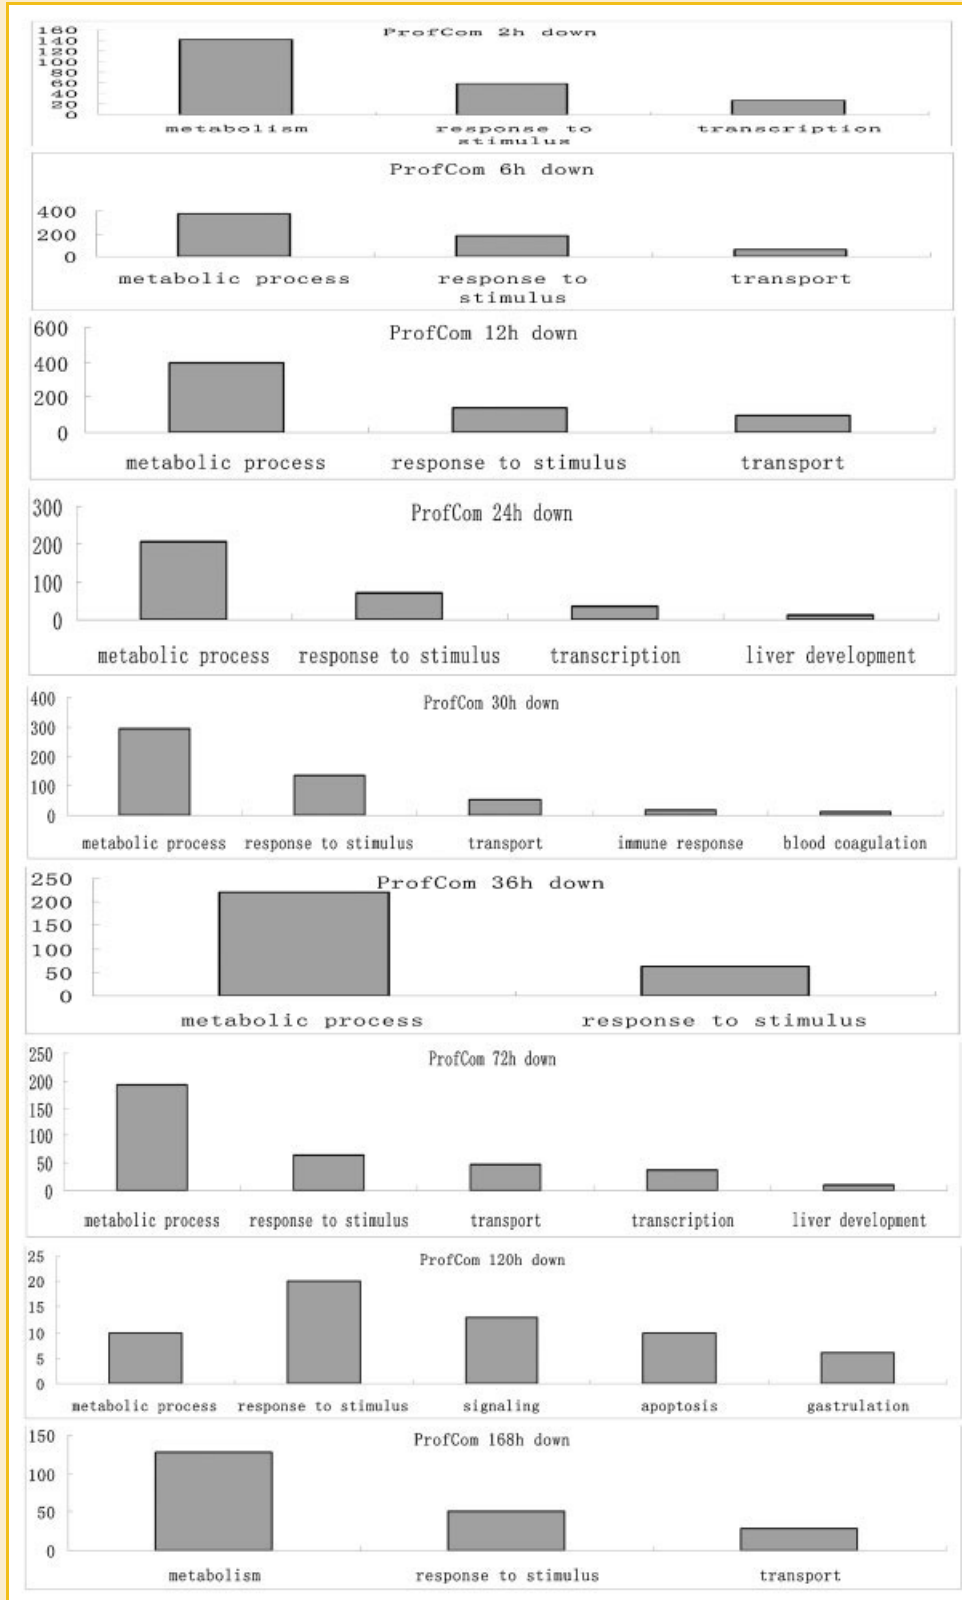 ProfCom 2h down
160
140
120
100
80
60
40
20
0
metabolism response to stimulus transcription
ProfCom 6h down
400
200
0
metabolic process response to stimulus transport
ProfCom 12h down
600
400
200
0
metabolic process response to stimulus transport
ProfCom 24h down
300
200
100
0
metabolic process response to stimulus transcription liver development
ProfCom 30h down
400
300
200
100
0
metabolic process response to stimulus transport immune response blood coagulation
ProfCom 36h down
250
200
150
100
50
0
metabolic process response to stimulus
ProfCom 72h down
250
200
150
100
50
0
metabolic process response to stimulus transport transcription liver development
ProfCom 120h down
25
20
15
10
5
0
metabolic process response to stimulus signaling apoptosis gastrulation
ProfCom 168h down
150
100
50
0
metabolism response to stimulus transport